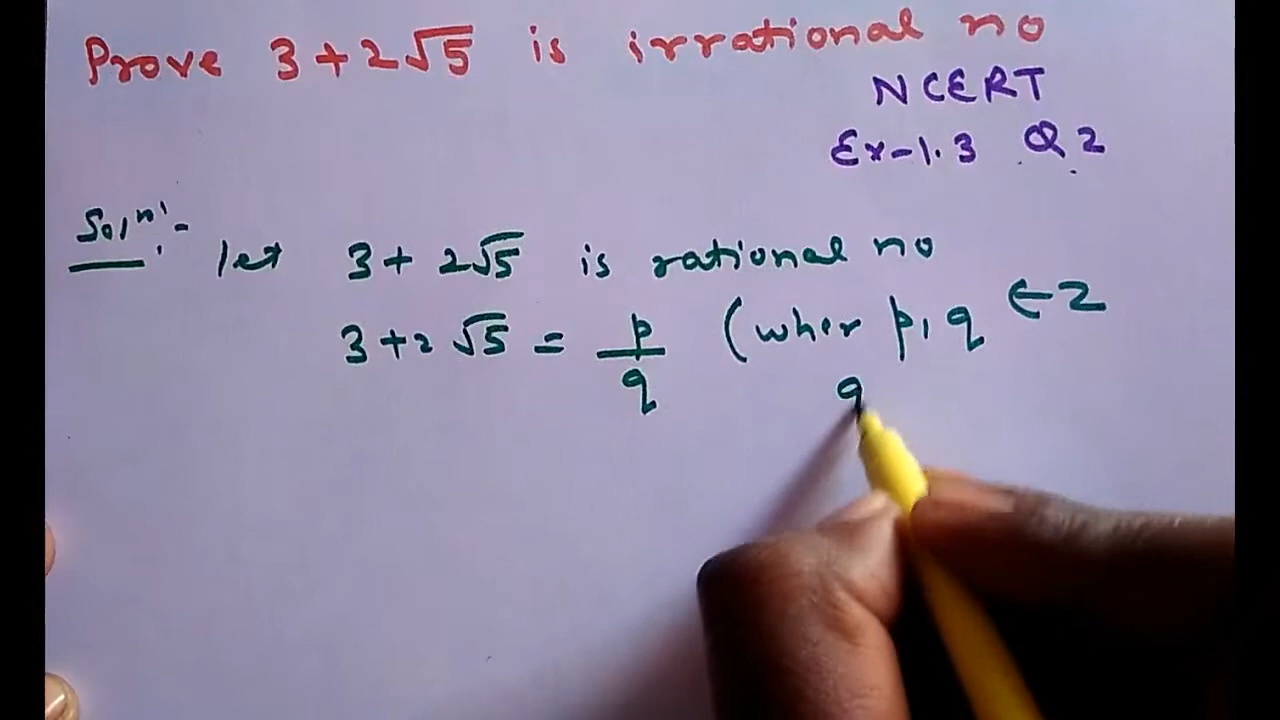 Prove 3+2√5 is irrational no
NCERT
Ex-1.3 Q2
Solⁿ:-
let 3+ 2√5 is rational no
3+2√5 = p/q (wher p, q ∈ Z
q